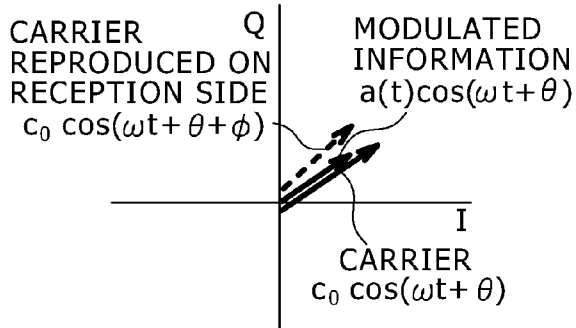 CARRIER
REPRODUCED ON
RECEPTION SIDE
c₀ cos(ωt+θ+ϕ)
Q
MODULATED
INFORMATION
a(t)cos(ωt+θ)
I
CARRIER
c₀ cos(ωt+θ)